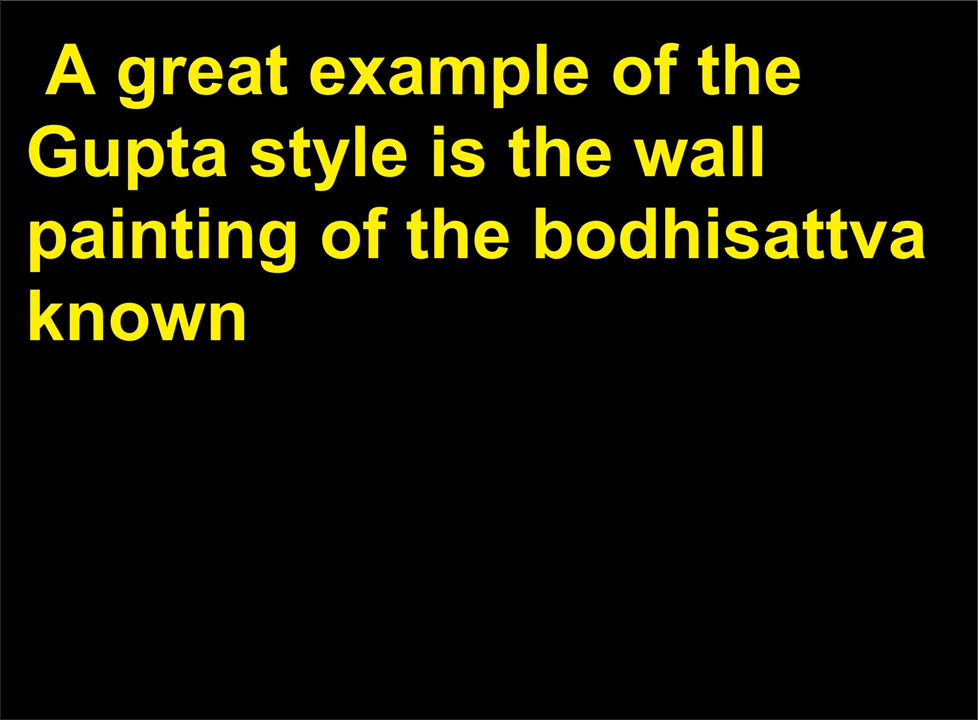 A great example of the
Gupta style is the wall
painting of the bodhisattva
known